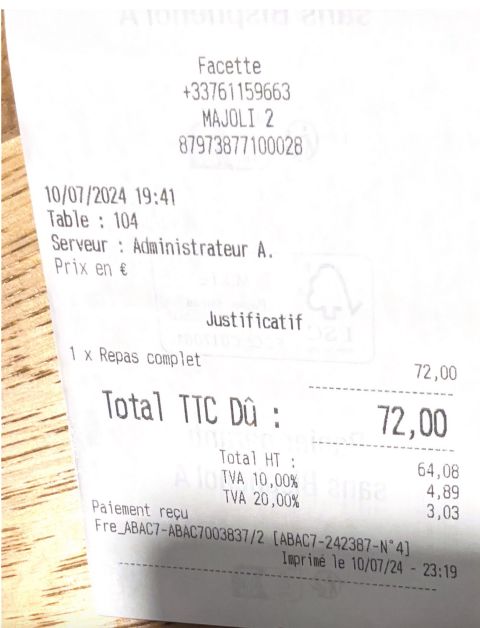 Facette
+33761159663
MAJOLI 2
87973877100028
10/07/2024 19:41
Table : 104
Serveur : Administrateur A.
Prix en €
Justificatif
1 x Repas complet 72,00
Total TTC Dû : 72,00
Total HT : 64,08
TVA 10,00% 4,89
TVA 20,00% 3,03
Paiement reçu
Fre_ABAC7-ABAC7003837/2 [ABAC7-242387-N°4]
Imprimé le 10/07/24 - 23:19